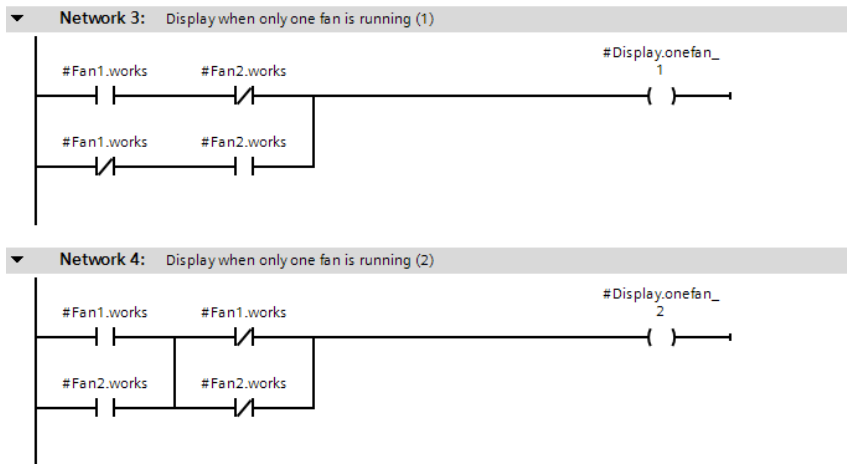 Network 3: Display when only one fan is running (1)
#Display.onefan_
1
#Fan1.works #Fan2.works
#Fan1.works #Fan2.works
Network 4: Display when only one fan is running (2)
#Display.onefan_
2
#Fan1.works #Fan1.works
#Fan2.works #Fan2.works